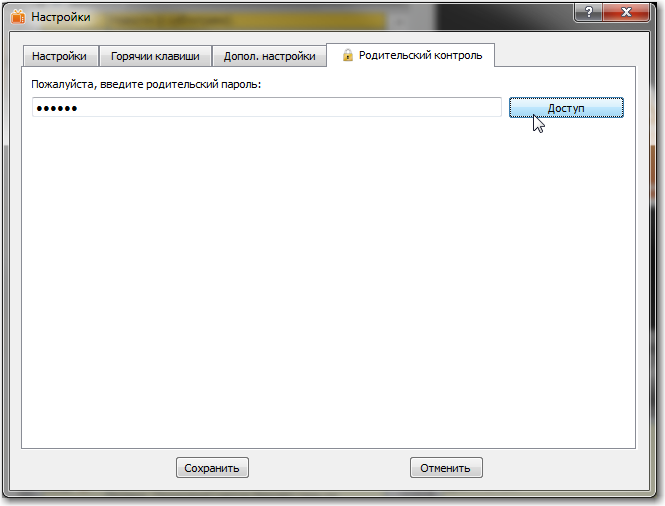 Настройки
?
Настройки
Горячии клавиши
Допол. настройки
Родительский контроль
Пожалуйста, введите родительский пароль:
••••••
Доступ
Сохранить
Отменить